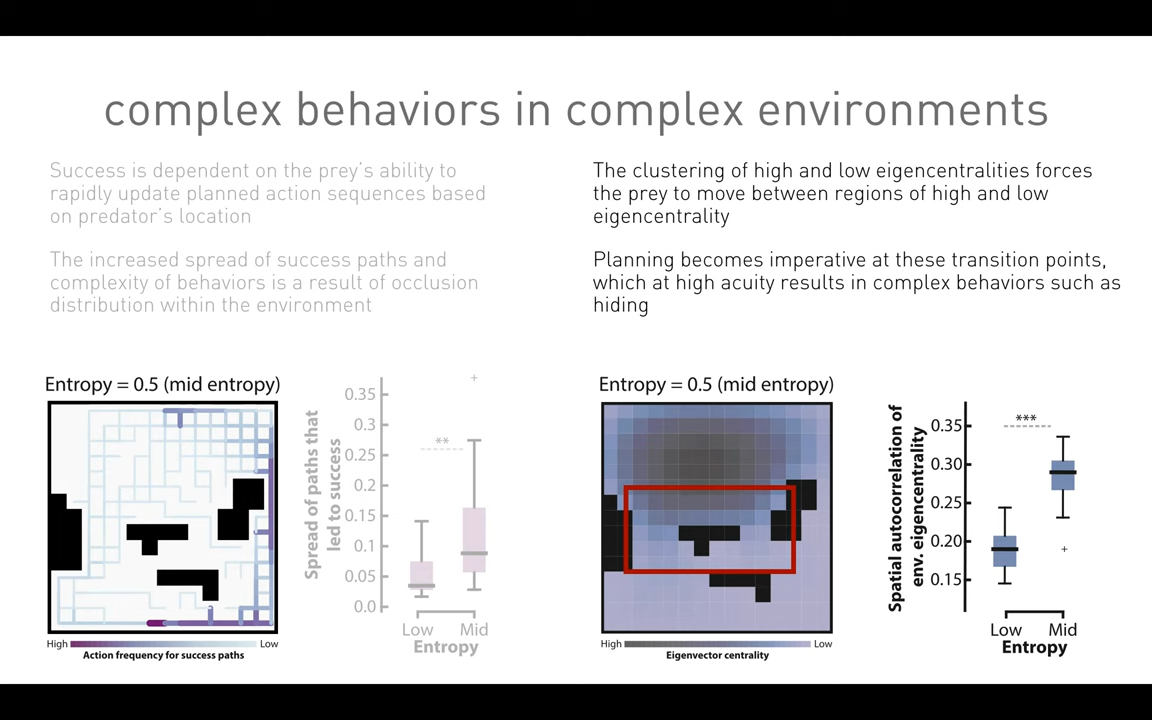 complex behaviors in complex environments
Success is dependent on the prey's ability to
rapidly update planned action sequences based
on predator's location
The increased spread of success paths and
complexity of behaviors is a result of occlusion
distribution within the environment
The clustering of high and low eigencentralities forces
the prey to move between regions of high and low
eigencentrality
Planning becomes imperative at these transition points,
which at high acuity results in complex behaviors such as
hiding
Entropy = 0.5 (mid entropy)
High
Low
Action frequency for success paths
Spread of paths that
led to success
0.35
0.3
0.25
0.2
0.15
0.1
0.05
0.0
**
Low
Mid
Entropy
Entropy = 0.5 (mid entropy)
High
Low
Eigenvector centrality
Spatial autocorrelation of
env. eigencentrality
0.35
0.30
0.25
0.20
0.15
***
Low
Mid
Entropy